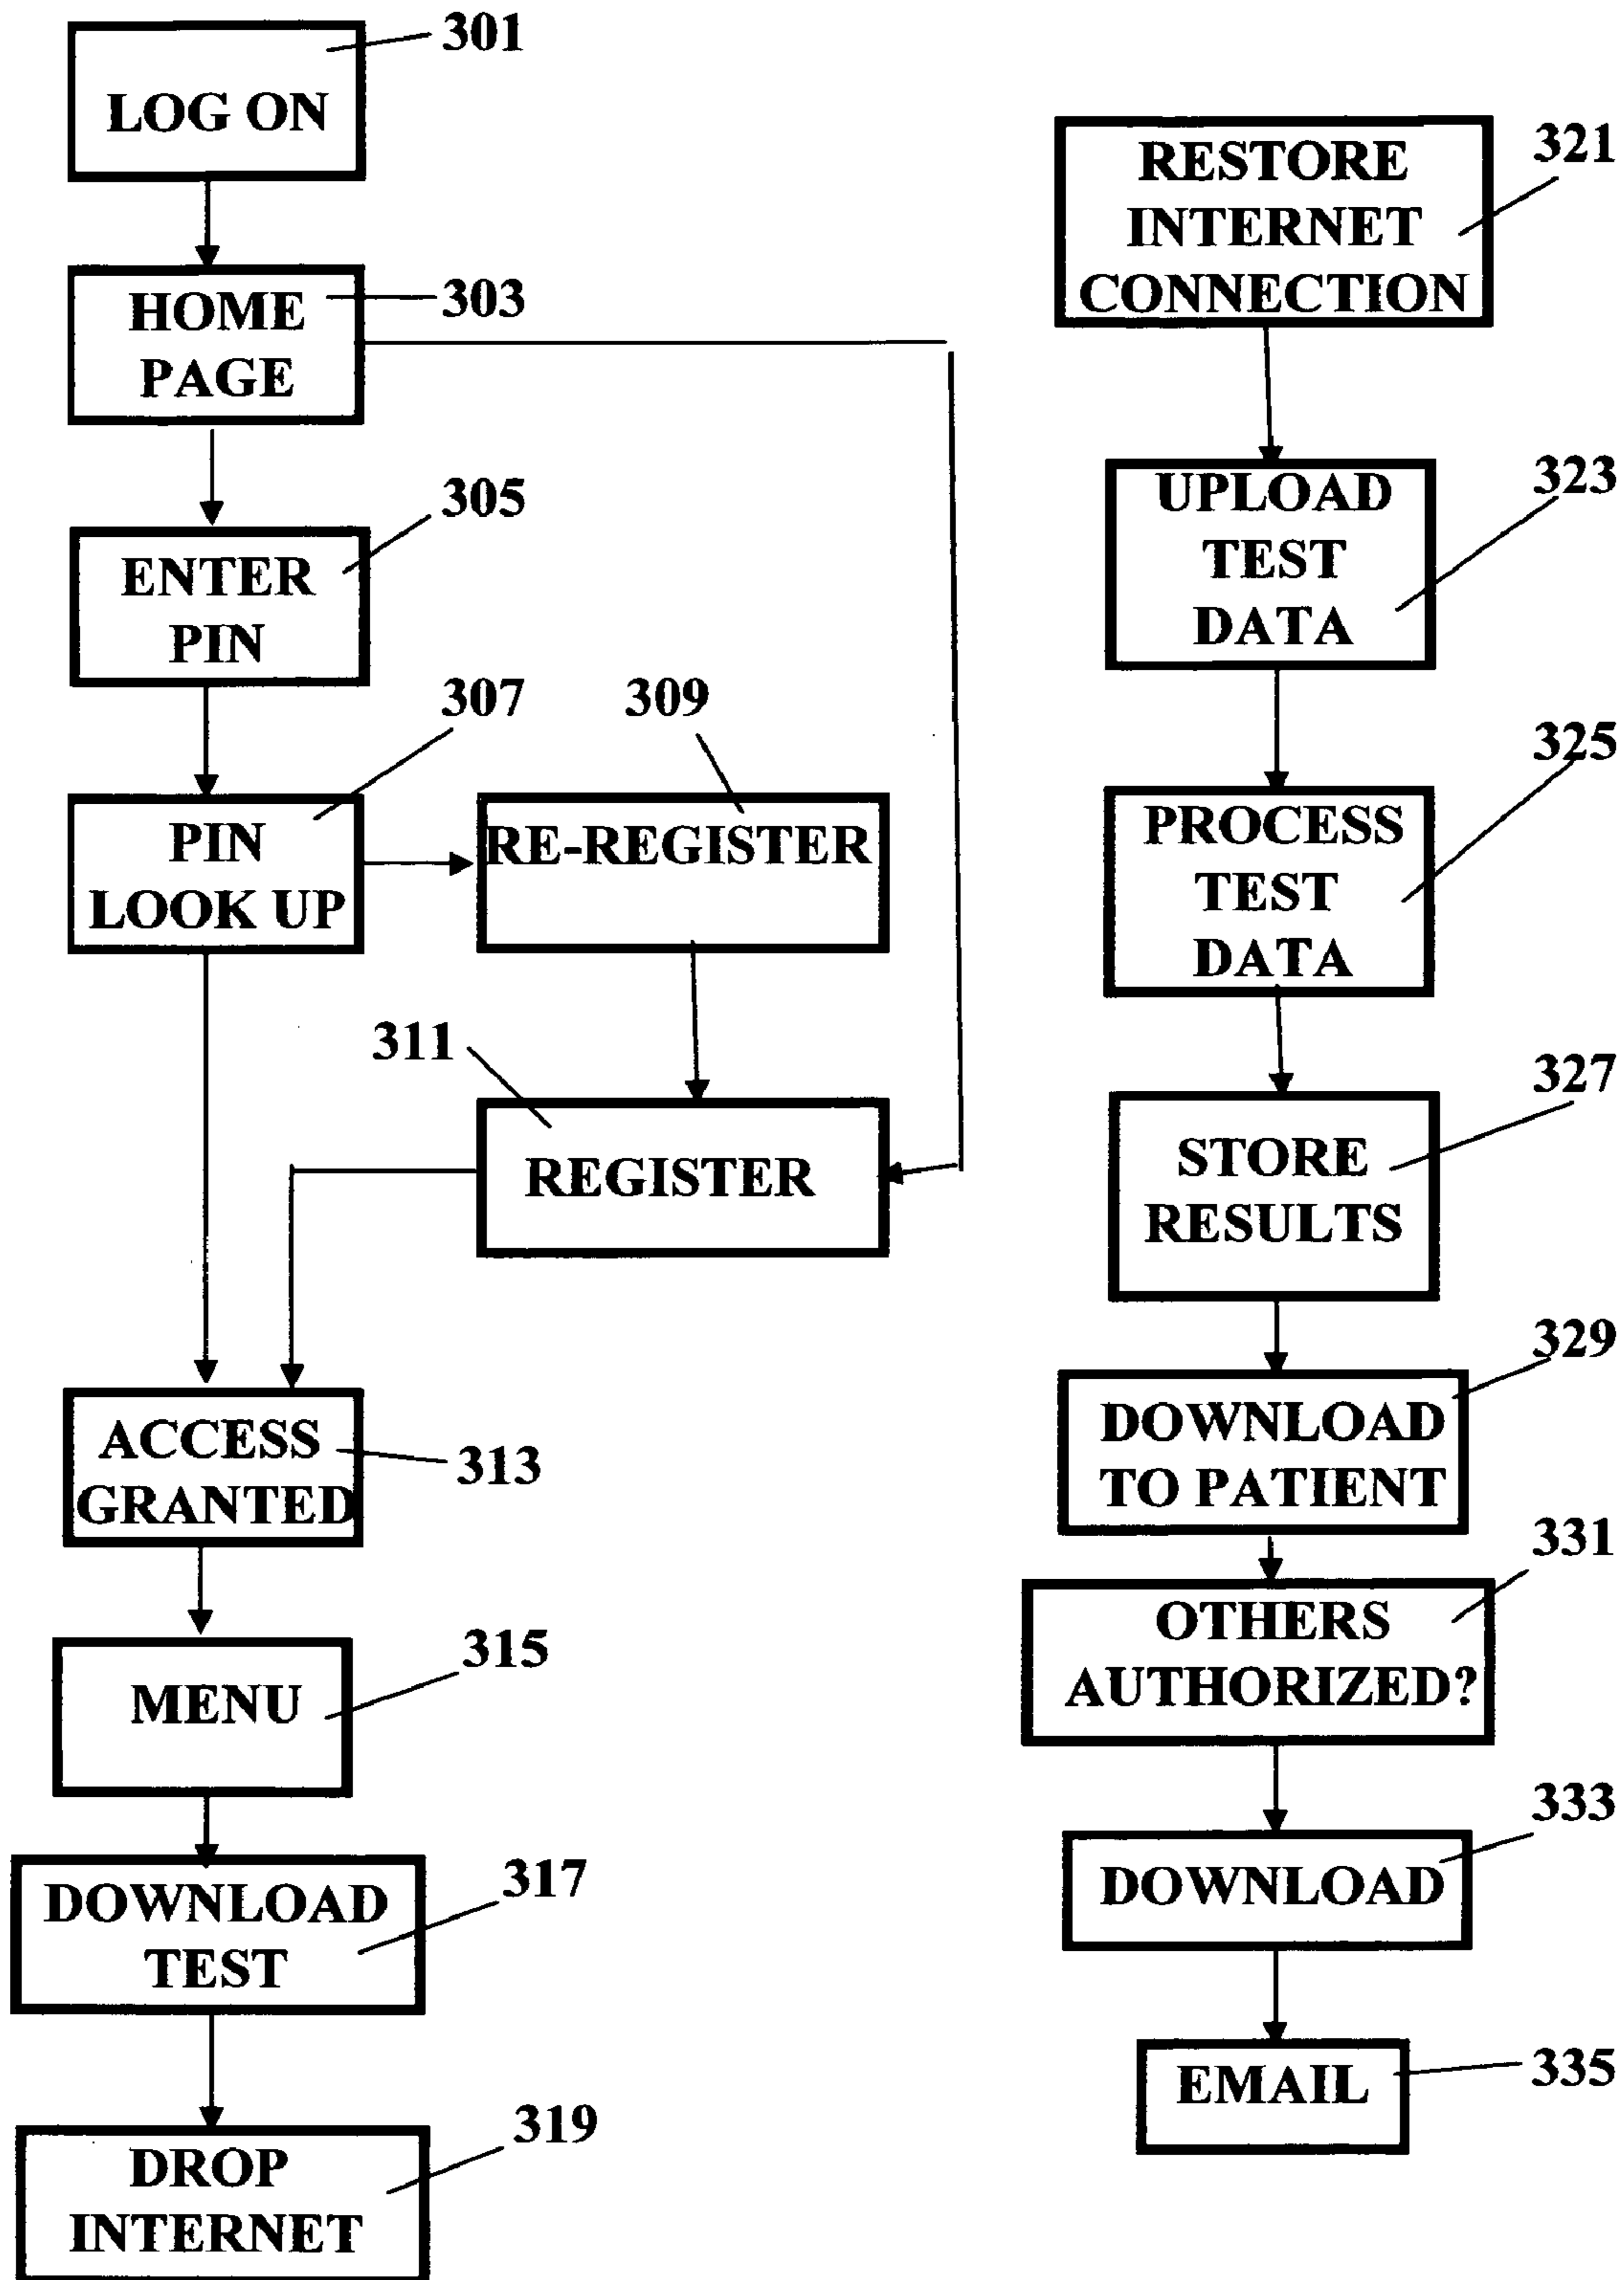 301
LOG ON
303
HOME
PAGE
305
ENTER
PIN
307
PIN
LOOK UP
309
RE-REGISTER
311
REGISTER
ACCESS
GRANTED
313
315
MENU
317
DOWNLOAD
TEST
319
DROP
INTERNET
321
RESTORE
INTERNET
CONNECTION
323
UPLOAD
TEST
DATA
325
PROCESS
TEST
DATA
327
STORE
RESULTS
329
DOWNLOAD
TO PATIENT
331
OTHERS
AUTHORIZED?
333
DOWNLOAD
335
EMAIL